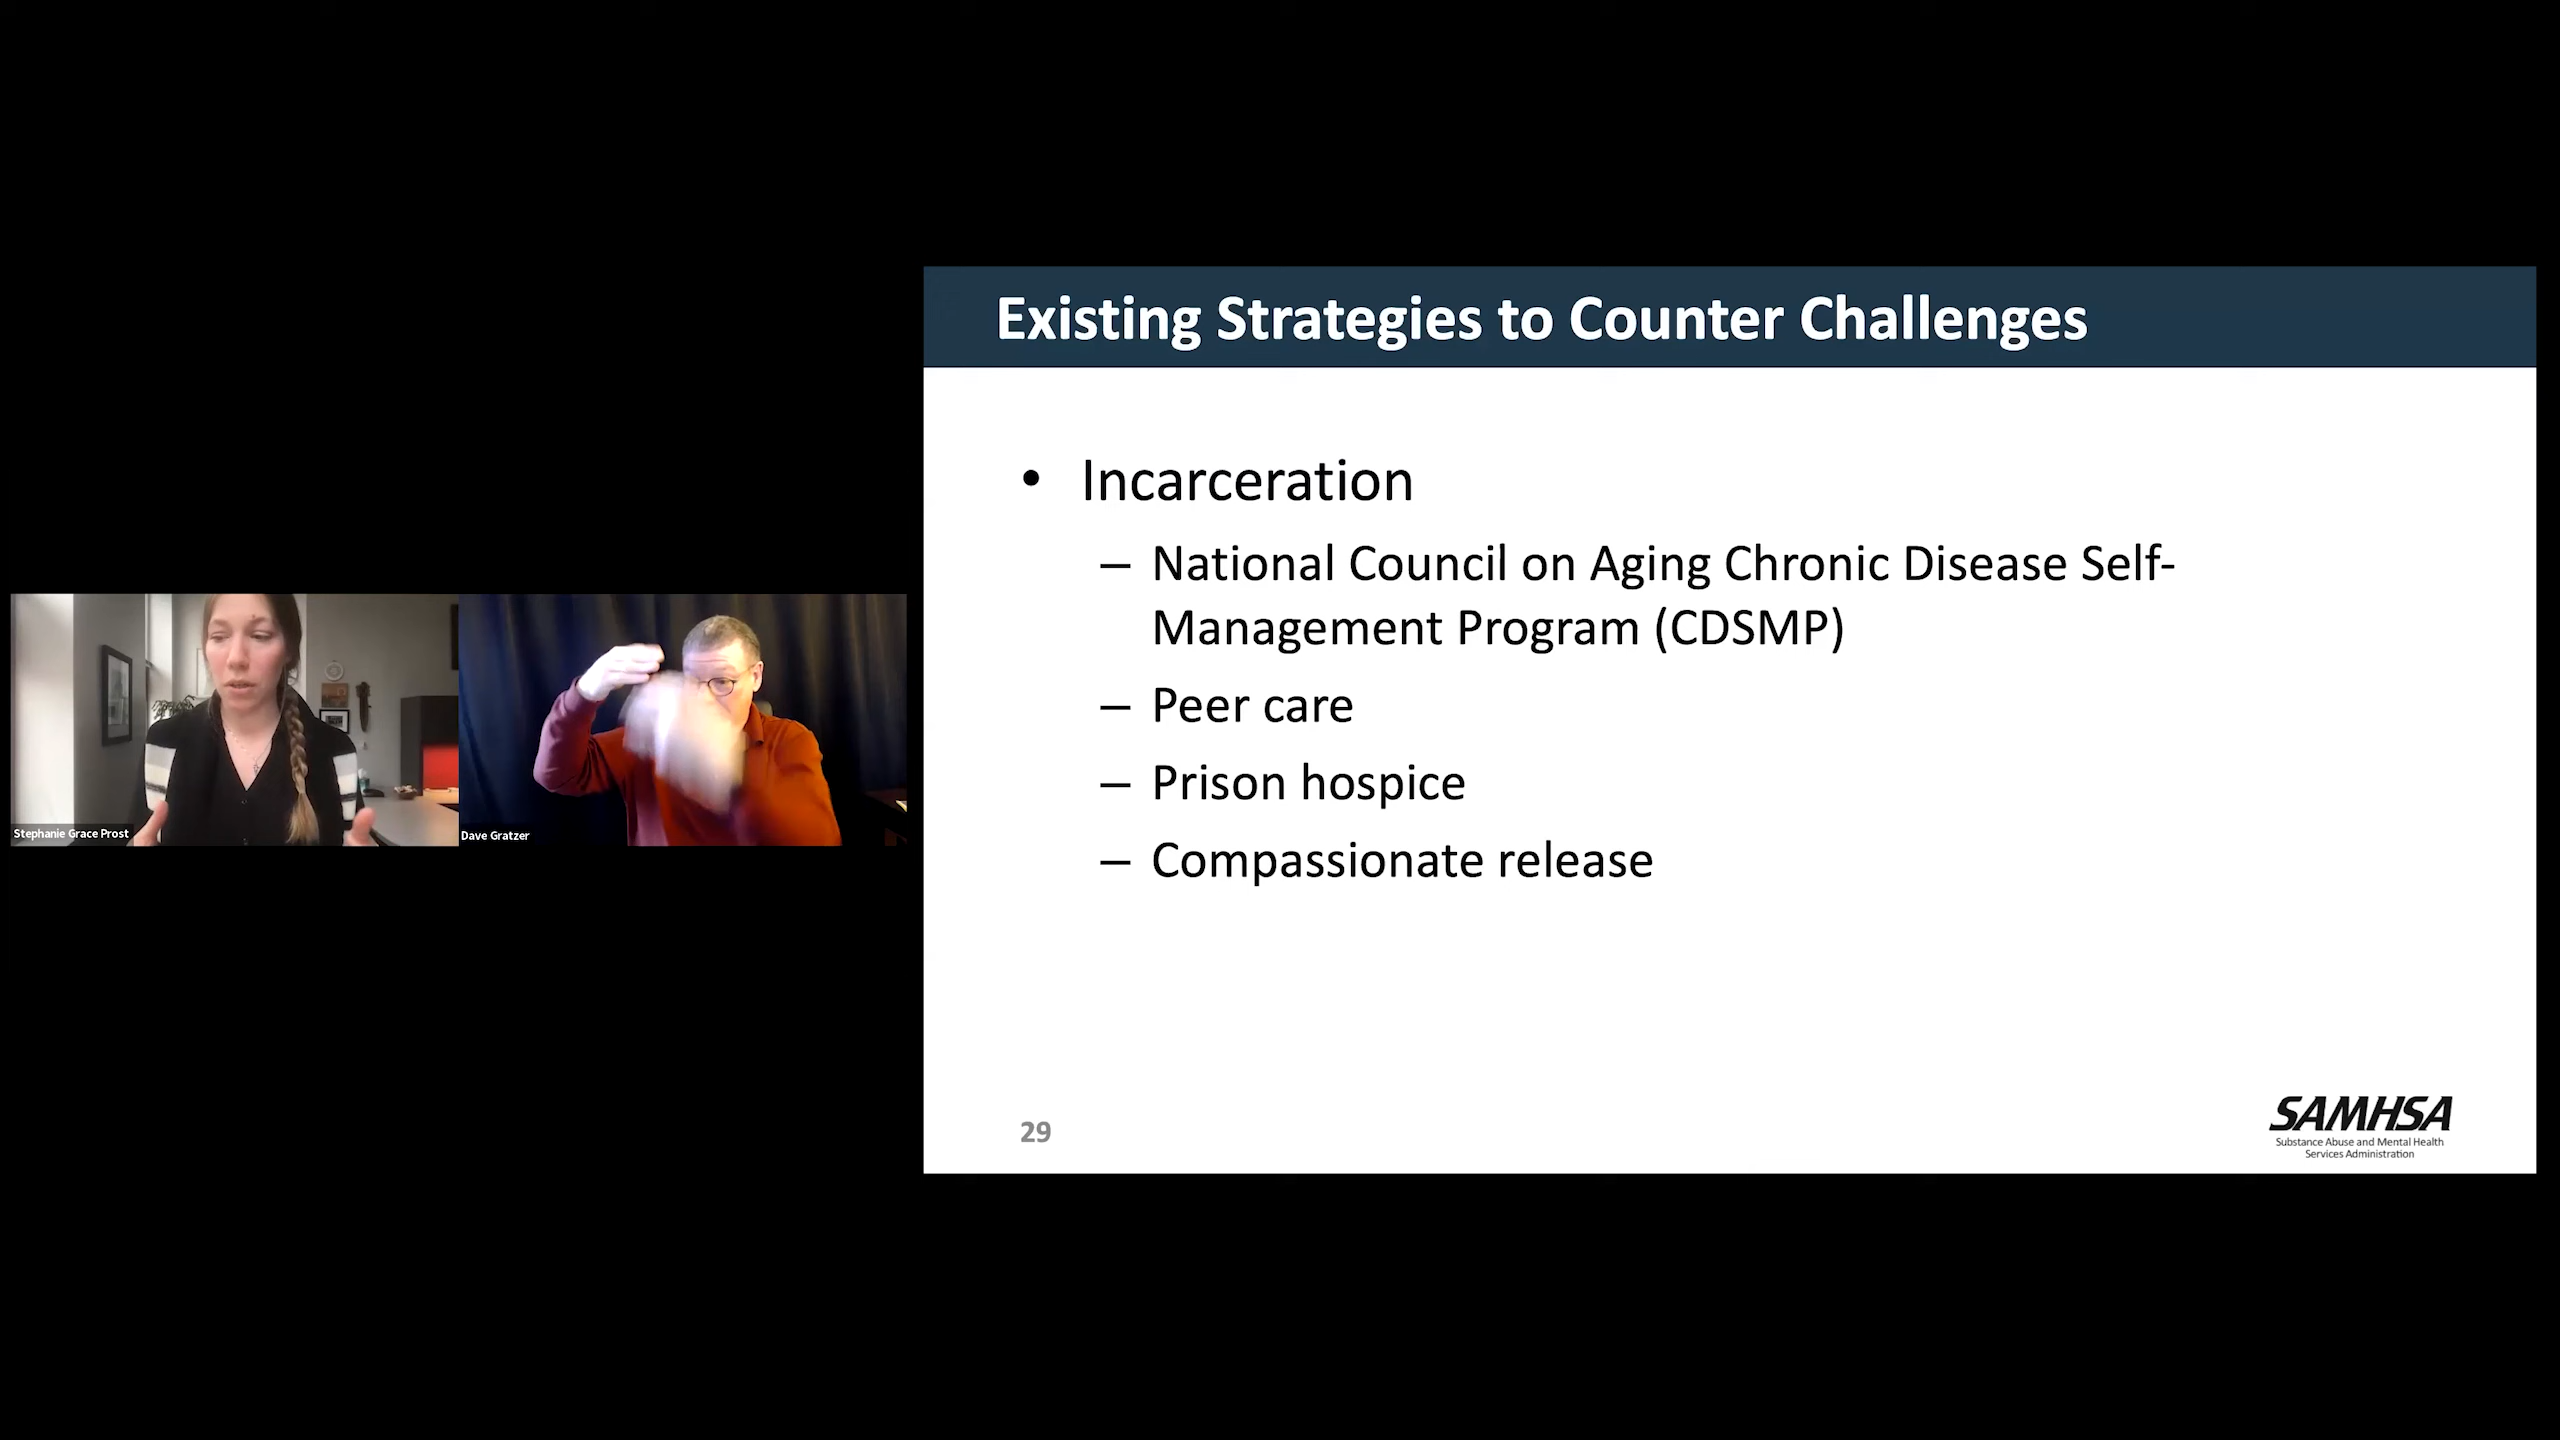 Existing Strategies to Counter Challenges
• Incarceration
– National Council on Aging Chronic Disease Self-
Management Program (CDSMP)
– Peer care
– Prison hospice
– Compassionate release
29
SAMHSA
Substance Abuse and Mental Health
Services Administration
Stephanie Grace Prost
Dave Gratzer